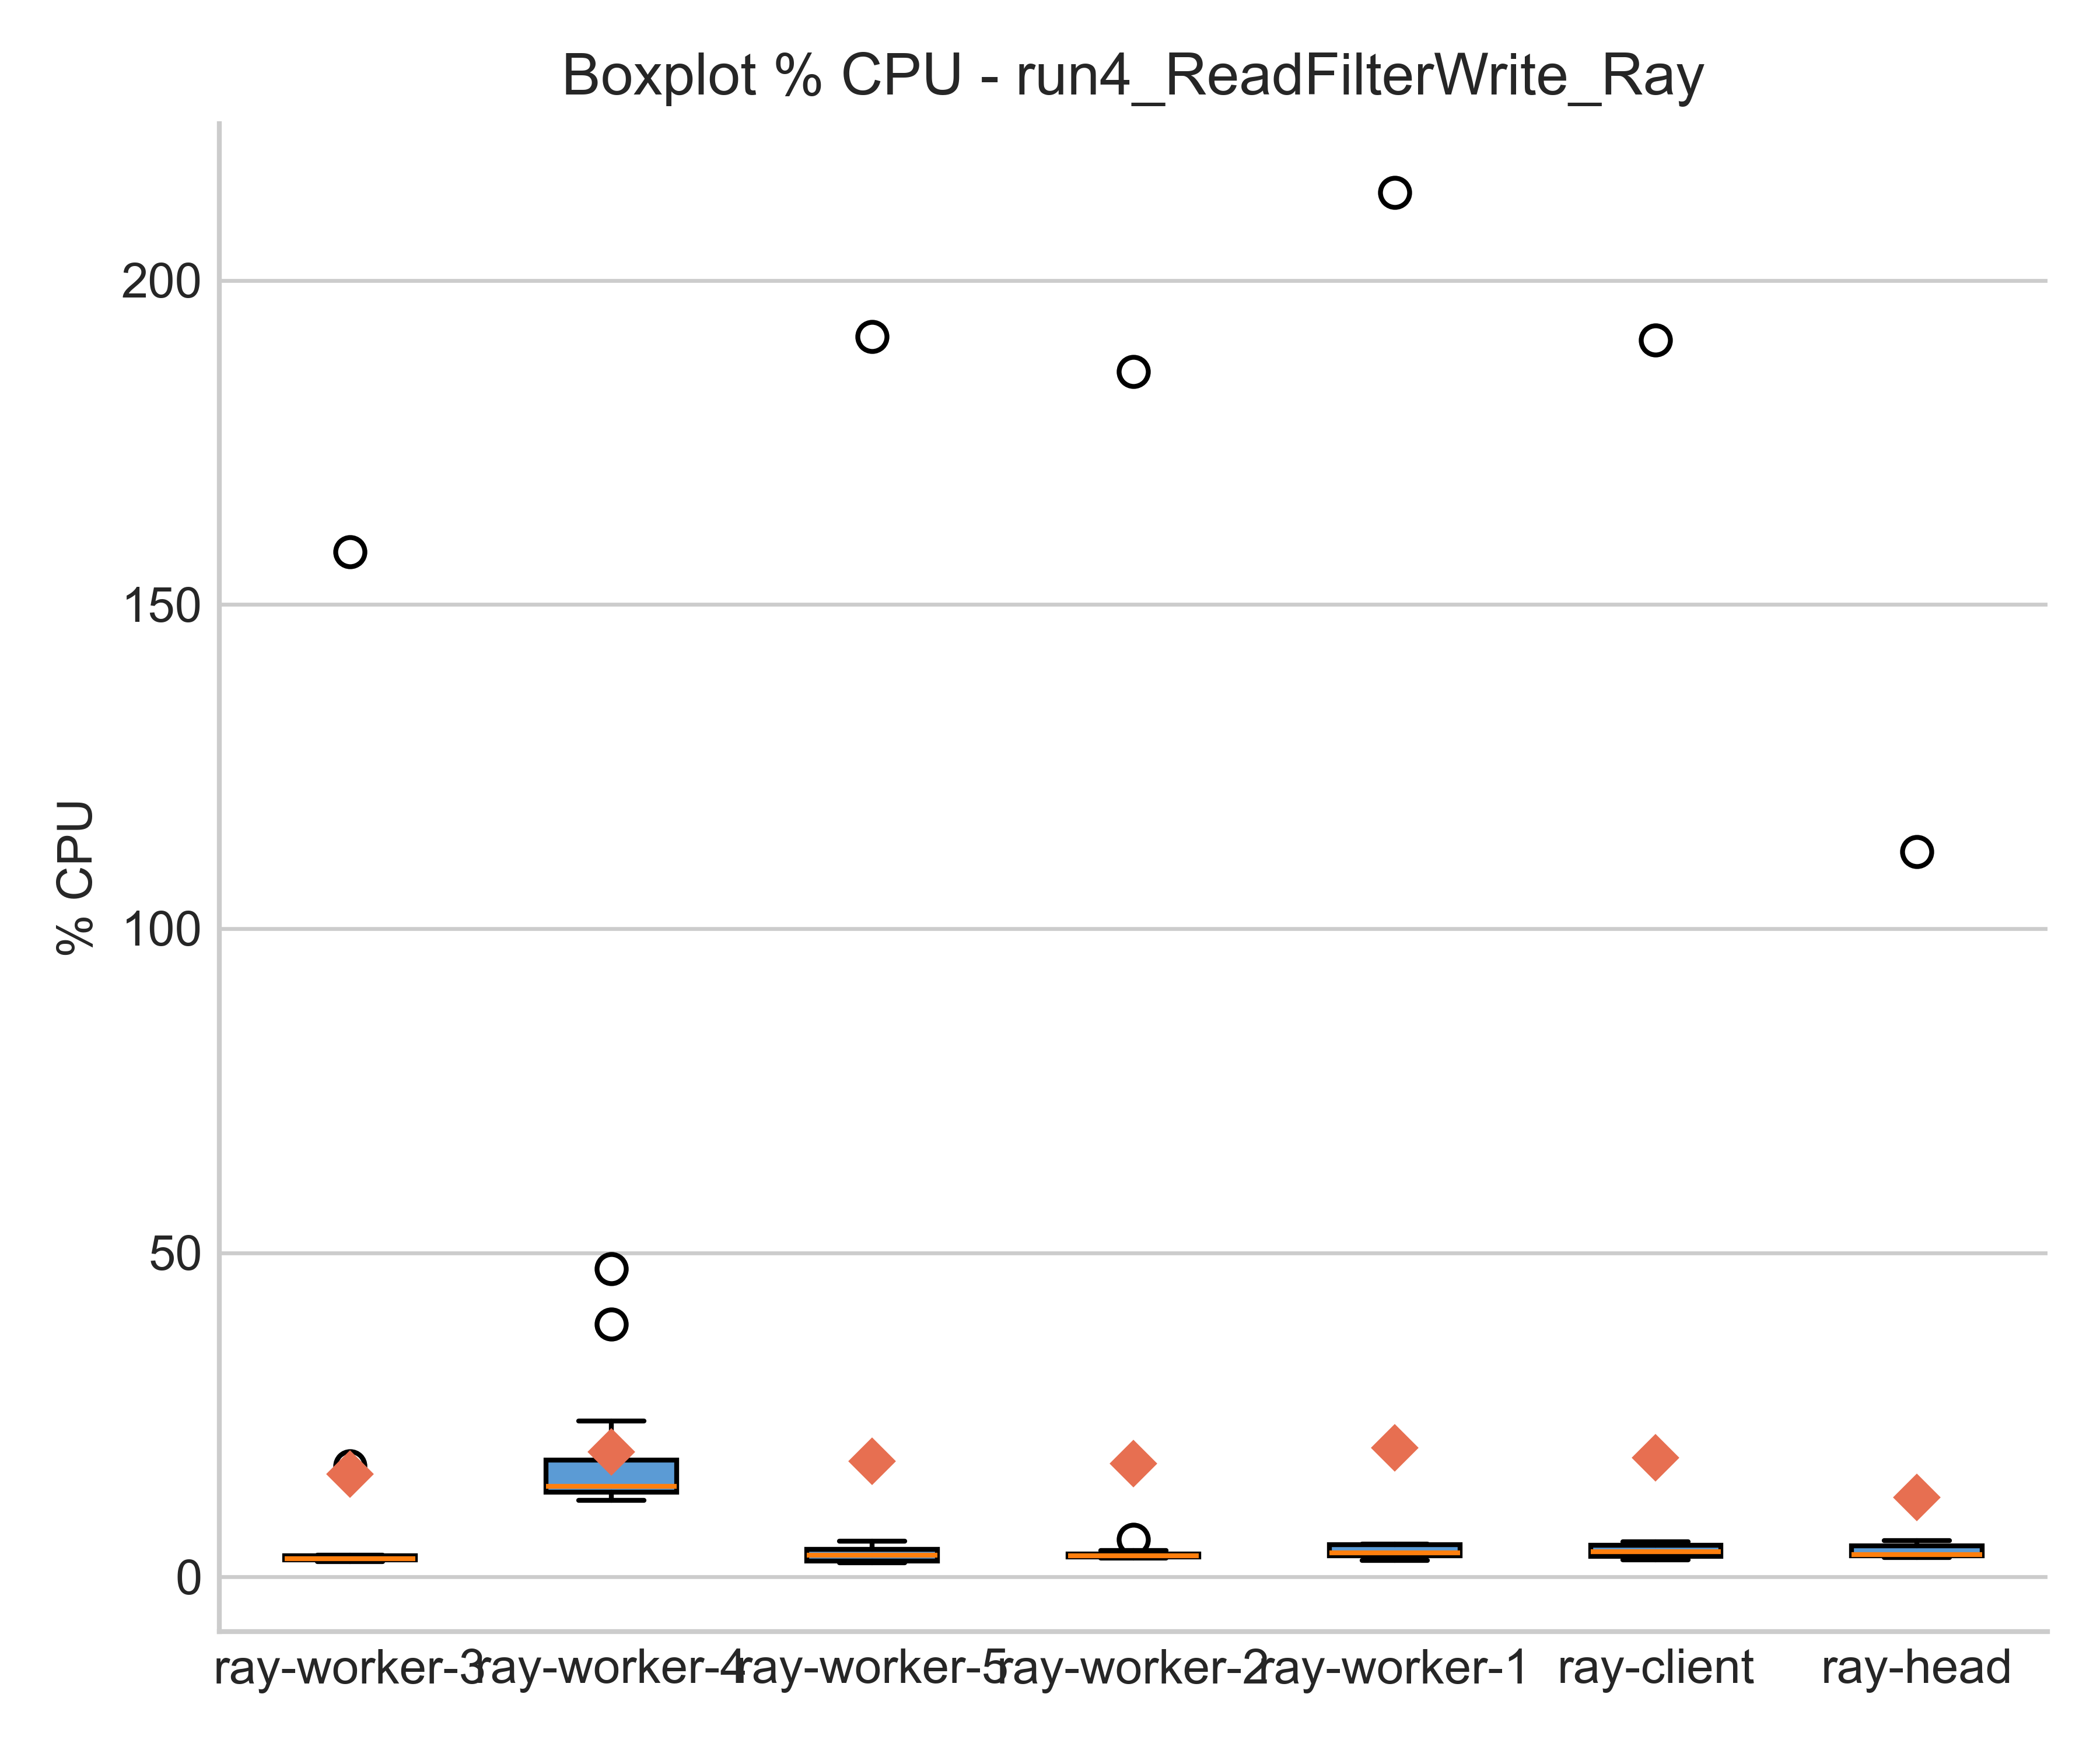 Boxplot % CPU - run4_ReadFilterWrite_Ray
% CPU
200
150
100
50
0
ray-worker-3 ray-worker-4 ray-worker-5 ray-worker-2 ray-worker-1 ray-client ray-head